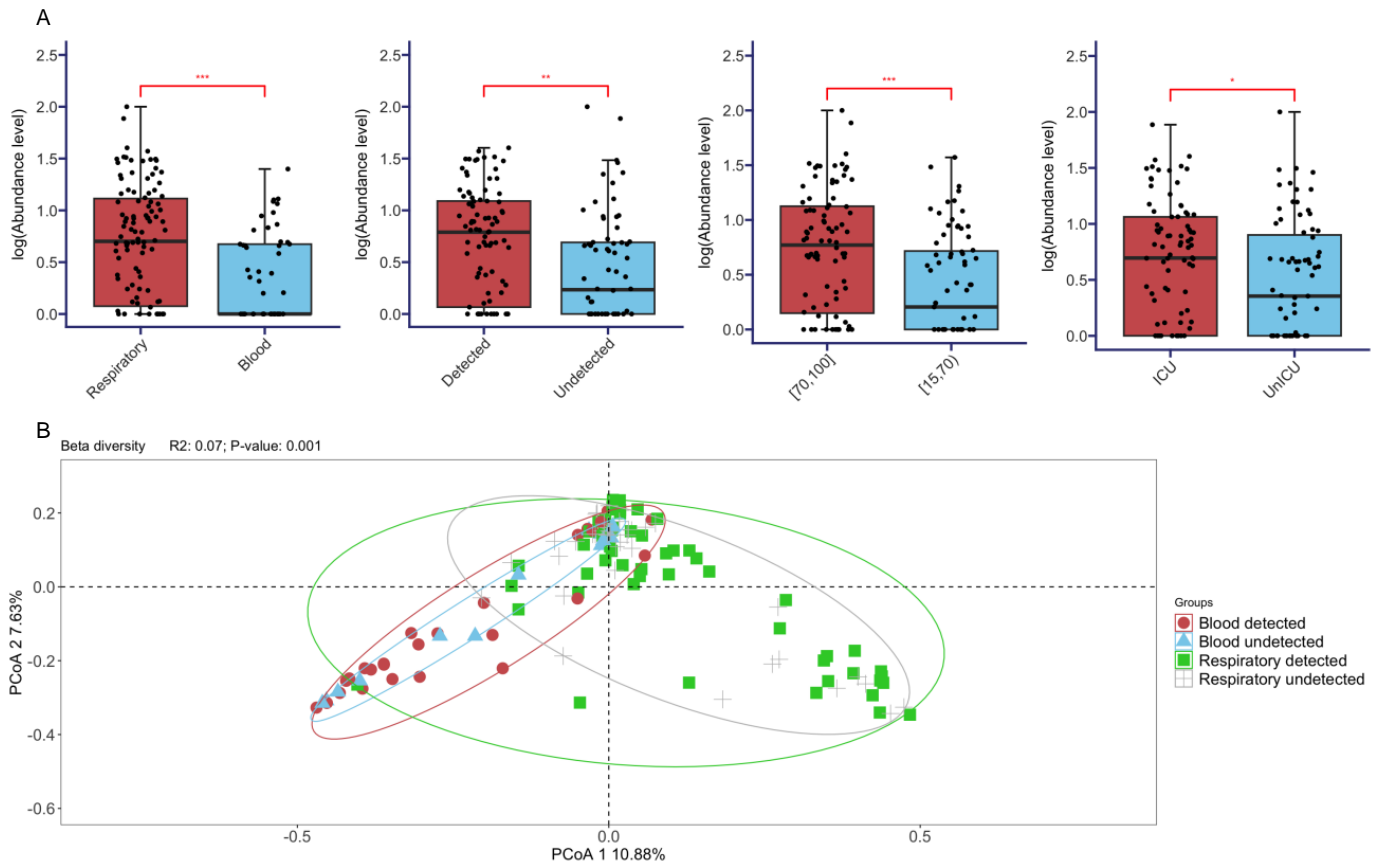 A
log(Abundance level)
2.5
2.0
1.5
1.0
0.5
0.0
***
Respiratory
Blood
log(Abundance level)
2.5
2.0
1.5
1.0
0.5
0.0
**
Detected
Undetected
log(Abundance level)
2.5
2.0
1.5
1.0
0.5
0.0
***
[70,100]
[15,70)
log(Abundance level)
2.5
2.0
1.5
1.0
0.5
0.0
*
ICU
UnICU
B
Beta diversity R2: 0.07; P-value: 0.001
PCoA 2 7.63%
0.2
0.0
-0.2
-0.4
-0.6
-0.5
0.0
0.5
PCoA 1 10.88%
Groups
Blood detected
Blood undetected
Respiratory detected
Respiratory undetected